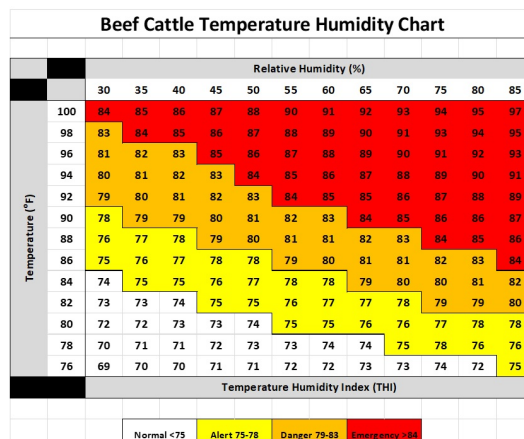 Beef Cattle Temperature Humidity Chart
Relative Humidity (%)
30 35 40 45 50 55 60 65 70 75 80 85
100 84 85 86 87 88 90 91 92 93 94 95 97
98 83 84 85 86 87 88 89 90 91 93 94 95
96 81 82 83 85 86 87 88 89 90 91 92 93
94 80 81 82 83 84 85 86 87 88 89 90 91
92 79 80 81 82 83 84 85 85 86 87 88 89
90 78 79 79 80 81 82 83 84 85 86 86 87
88 76 77 78 79 80 81 81 82 83 84 85 86
86 75 76 77 78 78 79 80 81 81 82 83 84
84 74 75 75 76 77 78 78 79 80 80 81 82
82 73 73 74 75 75 76 77 77 78 79 79 80
80 72 72 73 73 74 75 75 76 76 77 78 78
78 70 71 71 72 73 73 74 74 75 78 76 76
76 69 70 70 71 71 72 72 73 73 74 72 75
Temperature (°F)
Temperature Humidity Index (THI)
Normal <75 Alert 75-78 Danger 79-83 Emergency >84